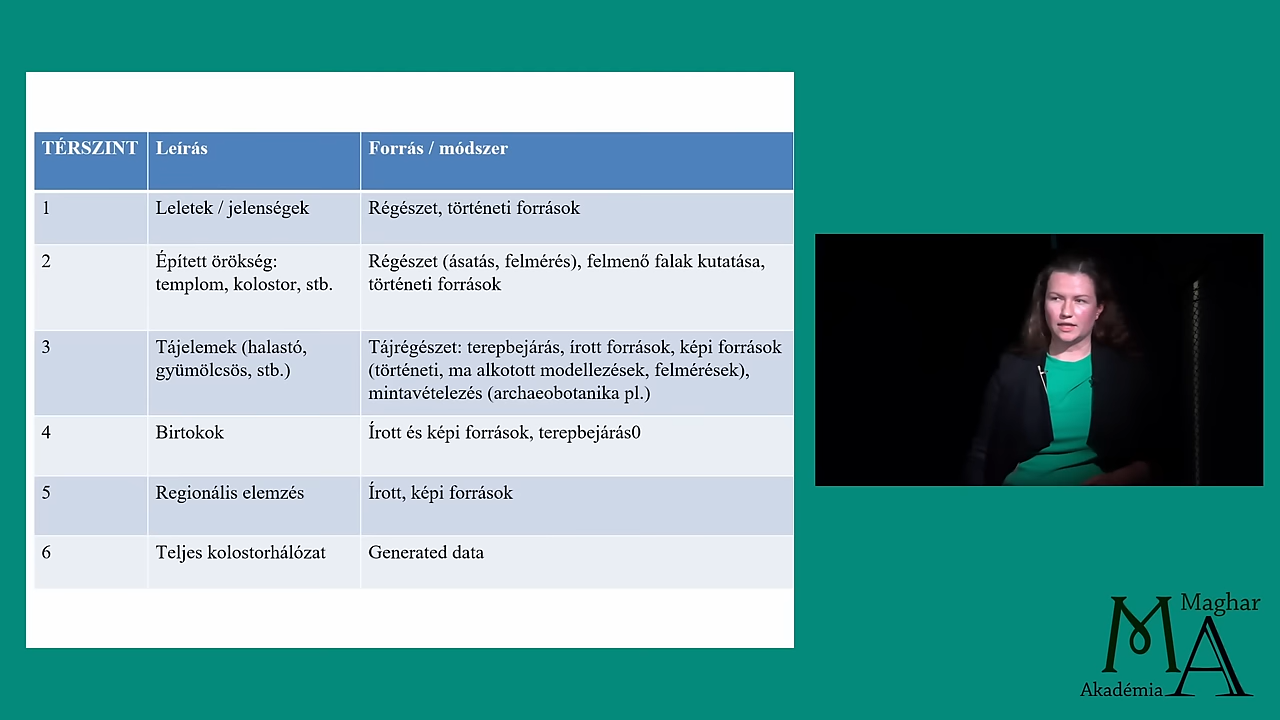 TÉRSZINT Leírás Forrás / módszer
1 Leletek / jelenségek Régészet, történeti források
2 Épített örökség: Régészet (ásatás, felmérés), felmenő falak kutatása,
templom, kolostor, stb. történeti források
3 Tájelemek (halastó, Tájrégészet: terepbejárás, írott források, képi források
gyümölcsös, stb.) (történeti, ma alkotott modellezések, felmérések),
mintavételezés (archaeobotanika pl.)
4 Birtokok Írott és képi források, terepbejárás0
5 Regionális elemzés Írott, képi források
6 Teljes kolostorhálózat Generated data
Maghar
MA
Akadémia